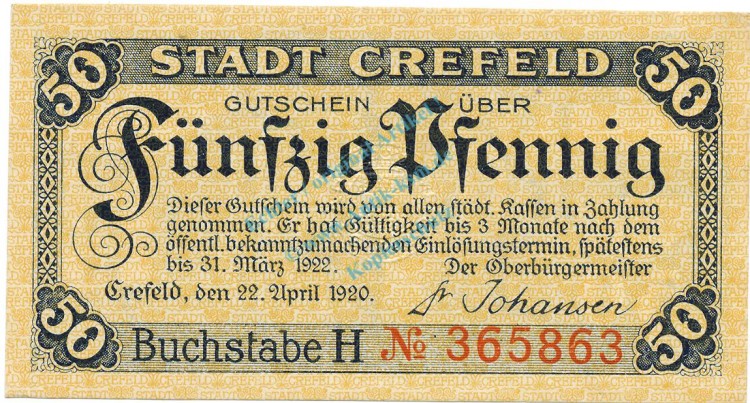 50 STADT CREFELD 50
GUTSCHEIN ÜBER
Fünfzig Pfennig
Dieser Gutschein wird von allen städt. Kassen in Zahlung
genommen. Er hat Gültigkeit bis 3 Monate nach dem
öffentl. bekanntzumachenden Einlösungstermin, spätestens
bis 31. März 1922. Der Oberbürgermeister
Crefeld, den 22. April 1920. Dr Johansen
50 Buchstabe H № 365863 50